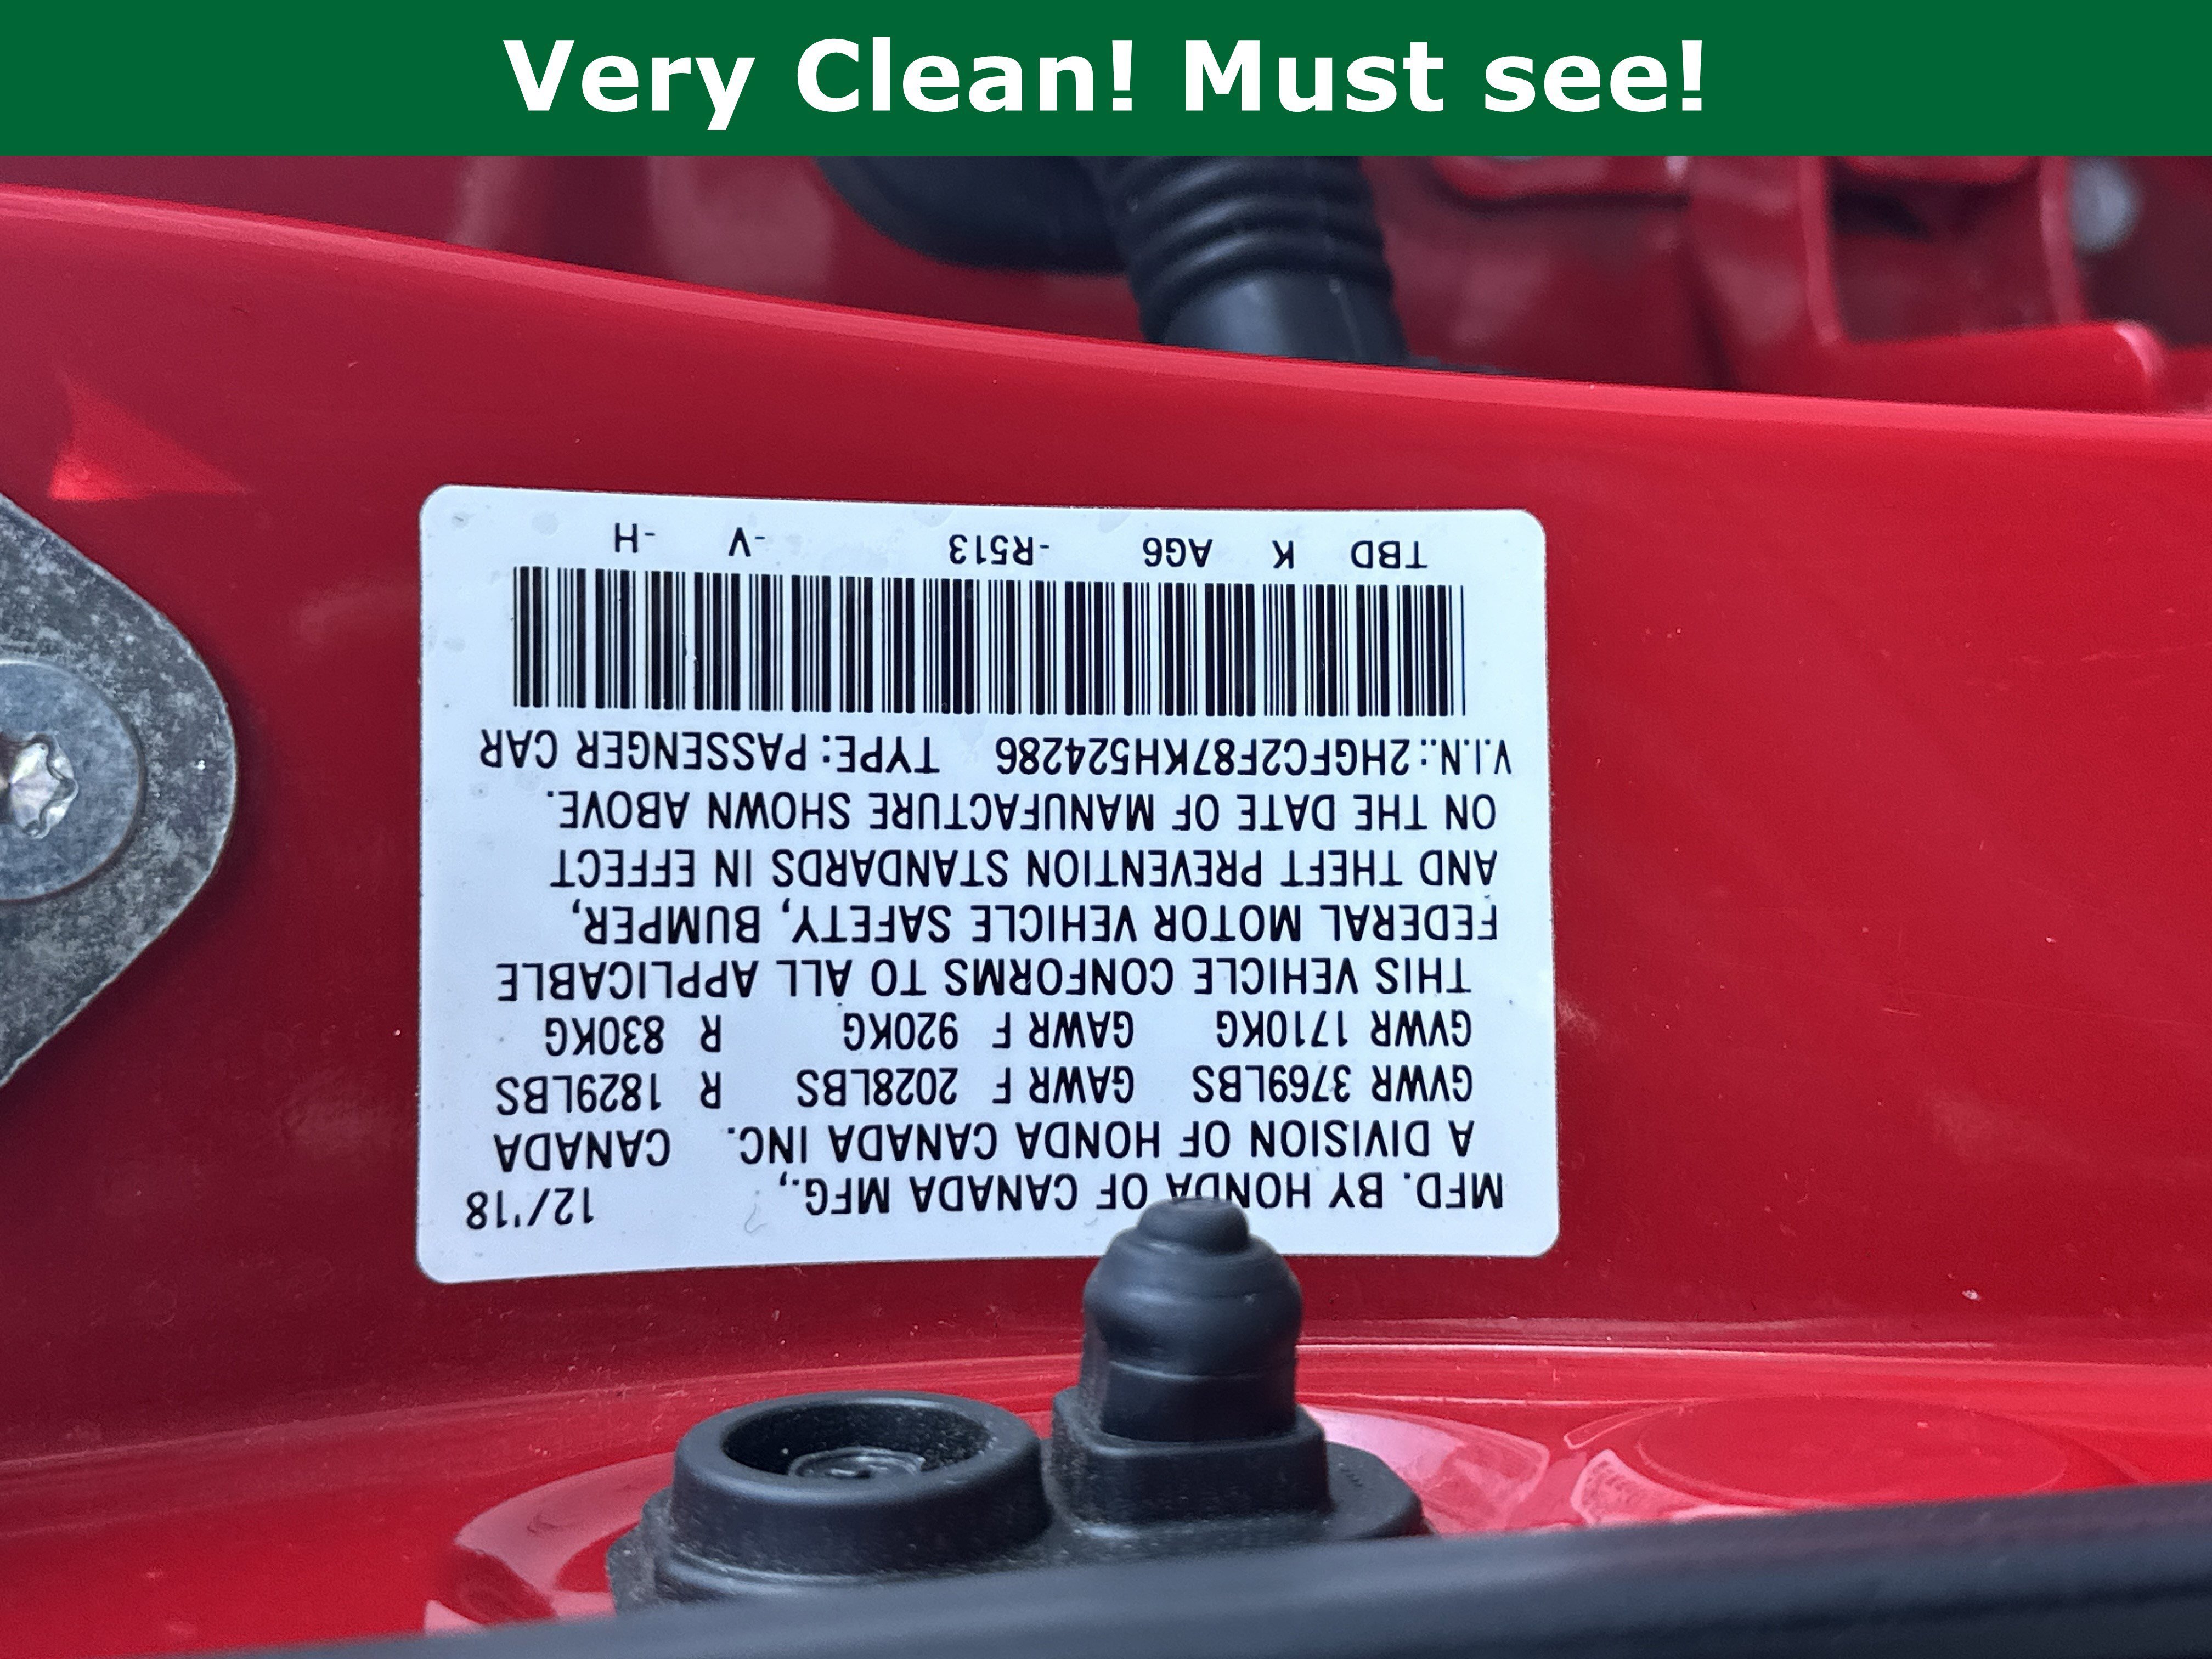 Very Clean! Must see!
MFD. BY HONDA OF CANADA MFG., 12/'18
A DIVISION OF HONDA CANADA INC. CANADA
GVWR 3769LBS GAWR F 2028LBS R 1829LBS
GVWR 1710KG GAWR F 920KG R 830KG
THIS VEHICLE CONFORMS TO ALL APPLICABLE
FEDERAL MOTOR VEHICLE SAFETY, BUMPER,
AND THEFT PREVENTION STANDARDS IN EFFECT
ON THE DATE OF MANUFACTURE SHOWN ABOVE.
V.I.N.:2HGFC2F87KH524286 TYPE: PASSENGER CAR
TBD K AG6 -R513 -V -H